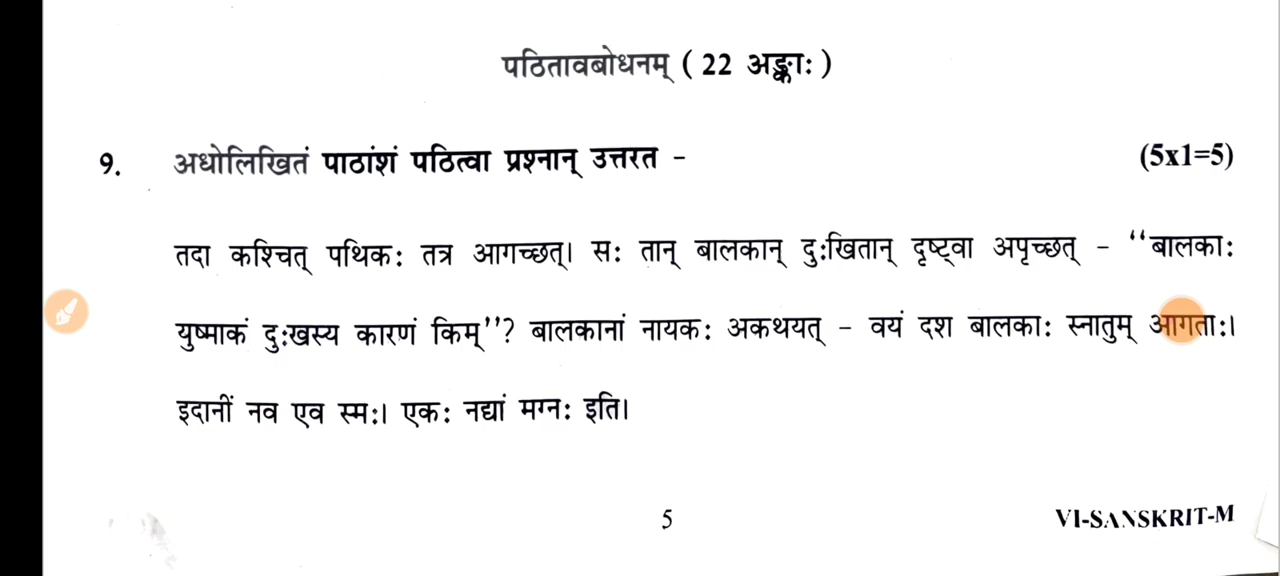 पठितावबोधनम् ( 22 अङ्काः )
9. अधोलिखितं पाठांशं पठित्वा प्रश्नान् उत्तरत – (5x1=5)
तदा कश्चित् पथिकः तत्र आगच्छत्। सः तान् बालकान् दुःखितान् दृष्ट्वा अपृच्छत् – ‘‘बालकाः
युष्माकं दुःखस्य कारणं किम्’’? बालकानां नायकः अकथयत् – वयं दश बालकाः स्नातुम् आगताः।
इदानीं नव एव स्मः। एकः नद्यां मग्नः इति।
5 VI-SANSKRIT-M